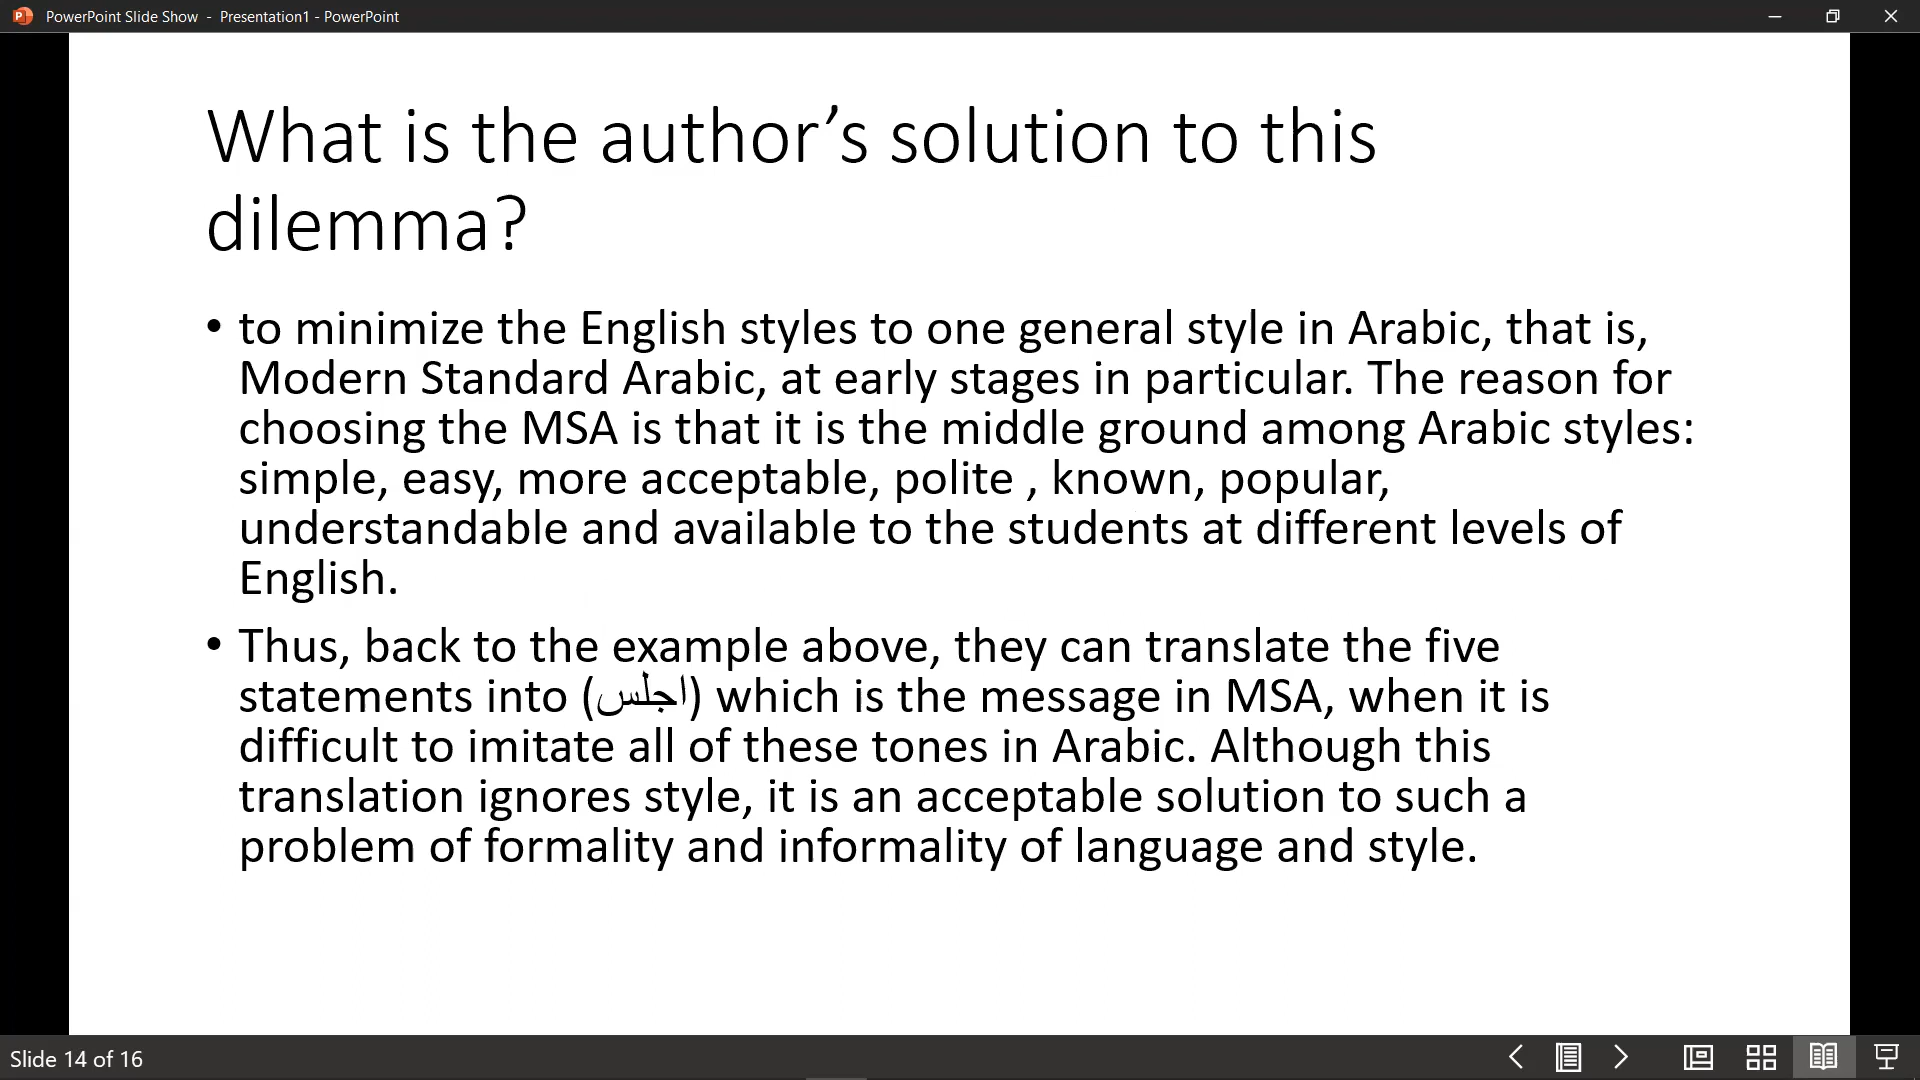 PowerPoint Slide Show - Presentation1 - PowerPoint
What is the author’s solution to this
dilemma?
• to minimize the English styles to one general style in Arabic, that is,
Modern Standard Arabic, at early stages in particular. The reason for
choosing the MSA is that it is the middle ground among Arabic styles:
simple, easy, more acceptable, polite , known, popular,
understandable and available to the students at different levels of
English.
• Thus, back to the example above, they can translate the five
statements into (اجلس) which is the message in MSA, when it is
difficult to imitate all of these tones in Arabic. Although this
translation ignores style, it is an acceptable solution to such a
problem of formality and informality of language and style.
Slide 14 of 16